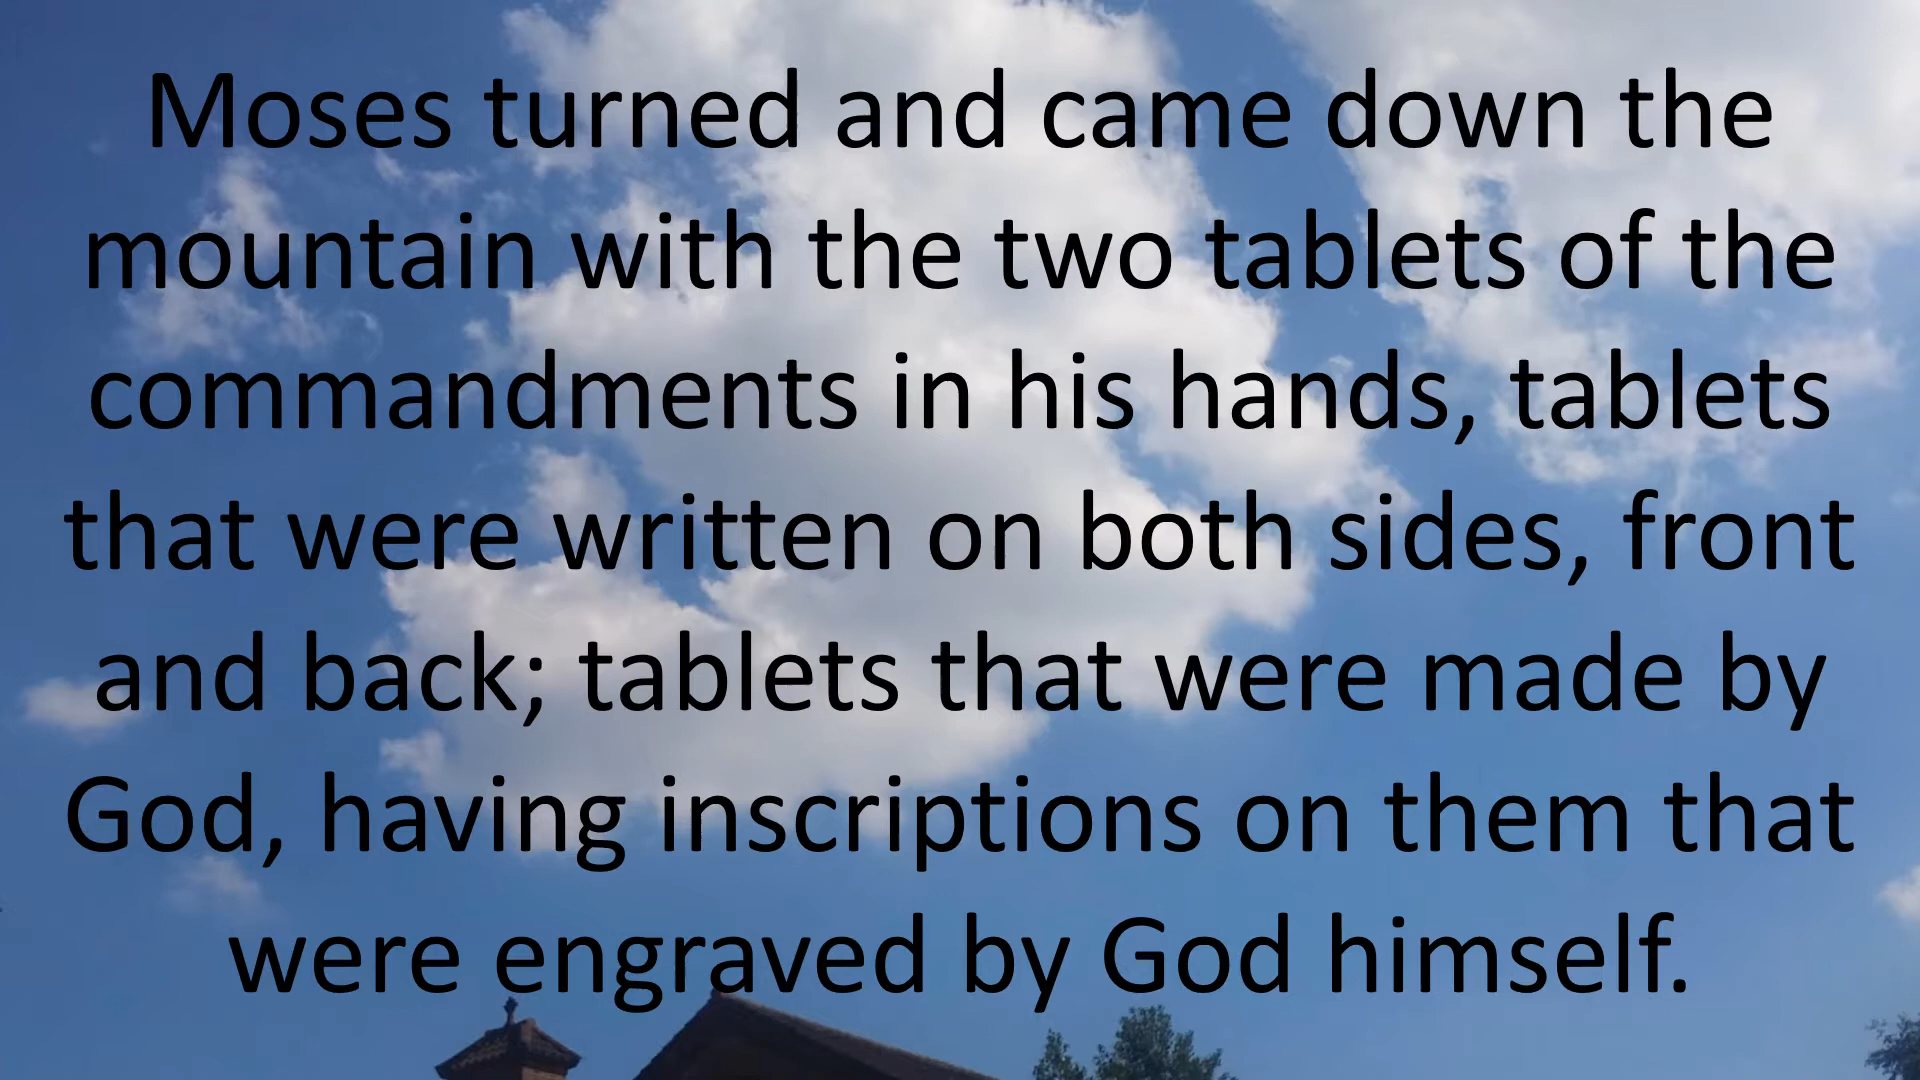 Moses turned and came down the
mountain with the two tablets of the
commandments in his hands, tablets
that were written on both sides, front
and back; tablets that were made by
God, having inscriptions on them that
were engraved by God himself.